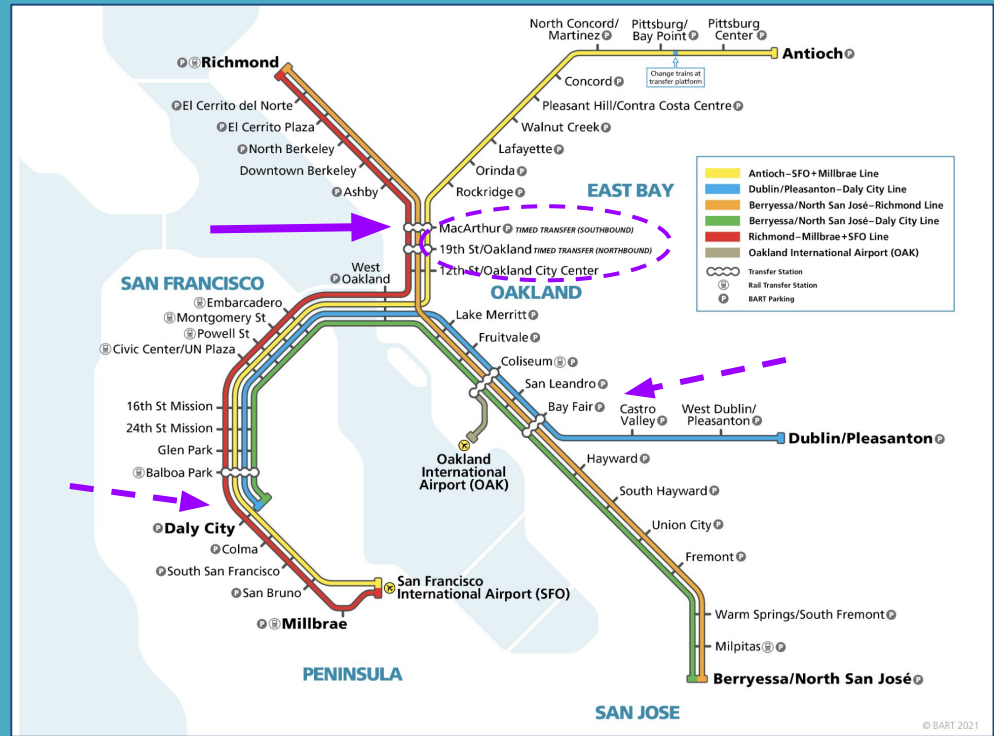 North Concord/
Martinez P
Pittsburg/
Bay Point P
Pittsburg
Center P
Antioch P
Change trains at
transfer platform
P Richmond
Concord P
P El Cerrito del Norte
Pleasant Hill/Contra Costa Centre P
P El Cerrito Plaza
Walnut Creek P
P North Berkeley
Lafayette P
Downtown Berkeley
Orinda P
P Ashby
Rockridge P
EAST BAY
Antioch–SFO+Millbrae Line
Dublin/Pleasanton–Daly City Line
Berryessa/North San José–Richmond Line
Berryessa/North San José–Daly City Line
Richmond–Millbrae+SFO Line
Oakland International Airport (OAK)
Transfer Station
Rail Transfer Station
P BART Parking
MacArthur P TIMED TRANSFER (SOUTHBOUND)
19th St/Oakland TIMED TRANSFER (NORTHBOUND)
12th St/Oakland City Center
West
P Oakland
SAN FRANCISCO
OAKLAND
Embarcadero
Montgomery St
Powell St
Civic Center/UN Plaza
Lake Merritt P
Fruitvale P
Coliseum P
San Leandro P
Bay Fair P
Castro
Valley P
West Dublin/
Pleasanton P
Dublin/Pleasanton P
16th St Mission
24th St Mission
Glen Park
Balboa Park
Oakland
International
Airport (OAK)
Hayward P
South Hayward P
Union City P
Fremont P
P Daly City
P Colma
P South San Francisco
P San Bruno
San Francisco
International Airport (SFO)
P Millbrae
Warm Springs/South Fremont P
Milpitas P
Berryessa/North San José P
PENINSULA
SAN JOSE
© BART 2021